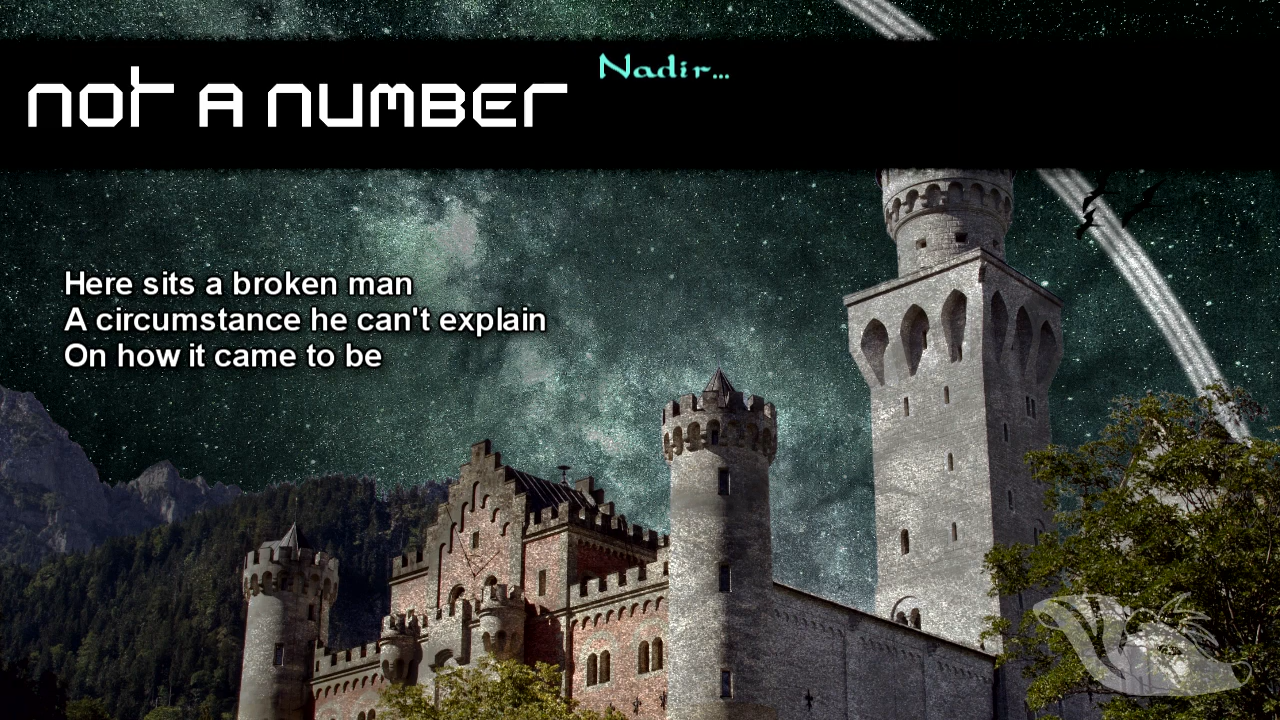 not a number
Nadir...
Here sits a broken man
A circumstance he can't explain
On how it came to be